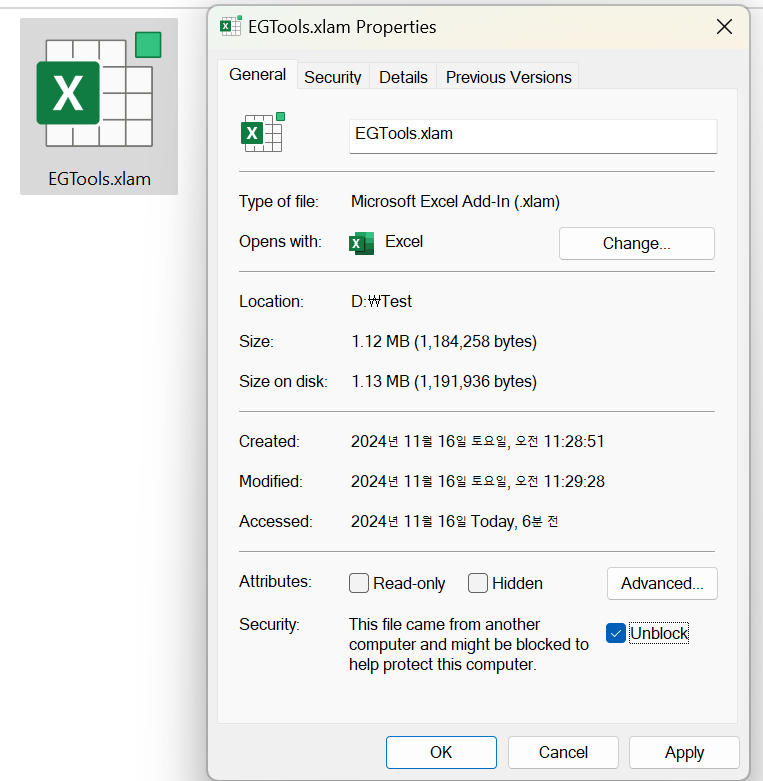 EGTools.xlam
EGTools.xlam Properties
General Security Details Previous Versions
EGTools.xlam
Type of file: Microsoft Excel Add-In (.xlam)
Opens with: Excel Change...
Location: D:₩Test
Size: 1.12 MB (1,184,258 bytes)
Size on disk: 1.13 MB (1,191,936 bytes)
Created: 2024년 11월 16일 토요일, 오전 11:28:51
Modified: 2024년 11월 16일 토요일, 오전 11:29:28
Accessed: 2024년 11월 16일 Today, 6분 전
Attributes: Read-only Hidden Advanced...
Security: This file came from another
computer and might be blocked to
help protect this computer.
Unblock
OK Cancel Apply